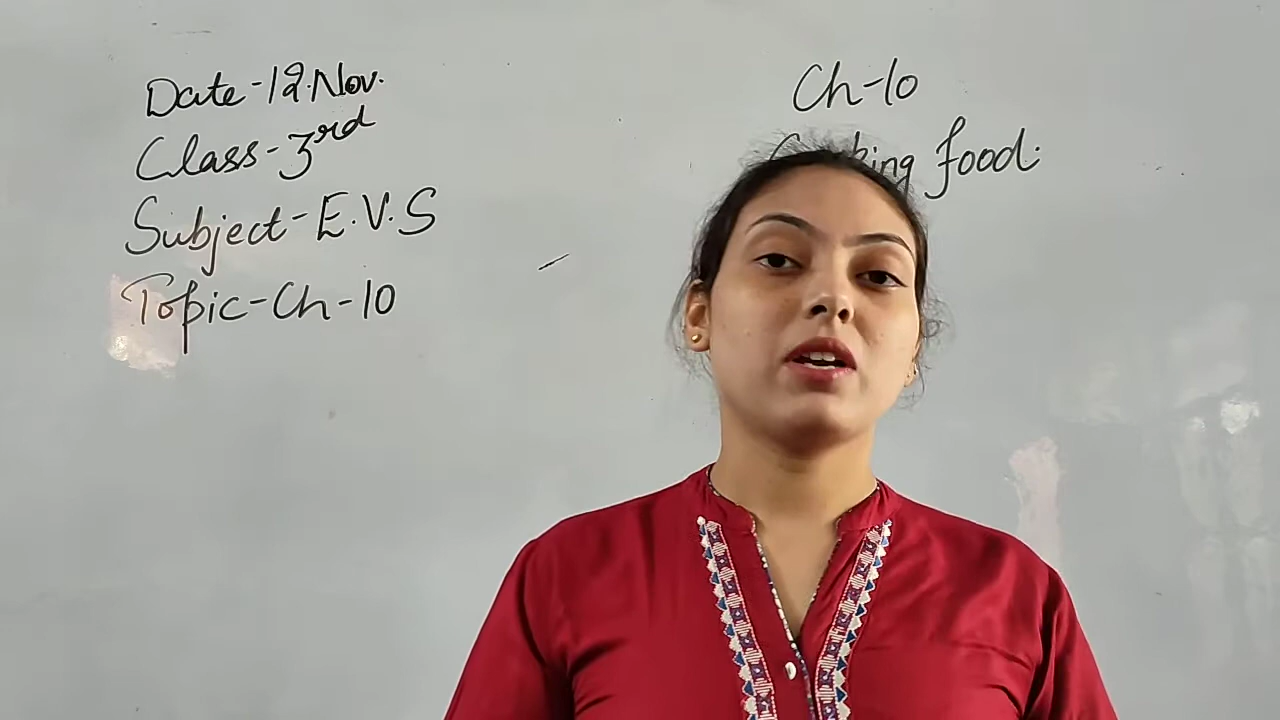 Date-12.Nov.
Class-3rd
Subject-E.V.S
Topic-Ch-10
Ch-10
food.